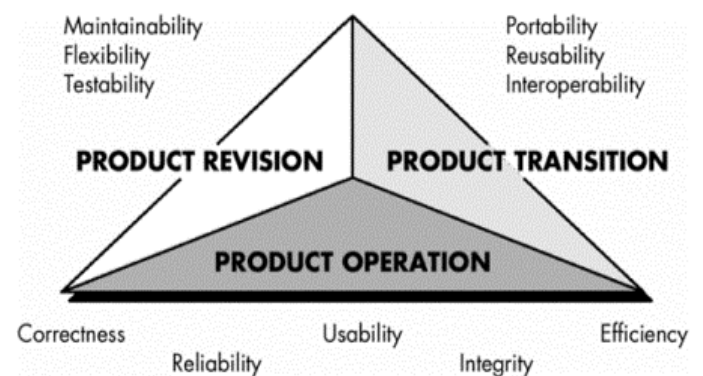 Maintainability
Flexibility
Testability
Portability
Reusability
Interoperability
PRODUCT REVISION
PRODUCT TRANSITION
PRODUCT OPERATION
Correctness
Usability
Efficiency
Reliability
Integrity